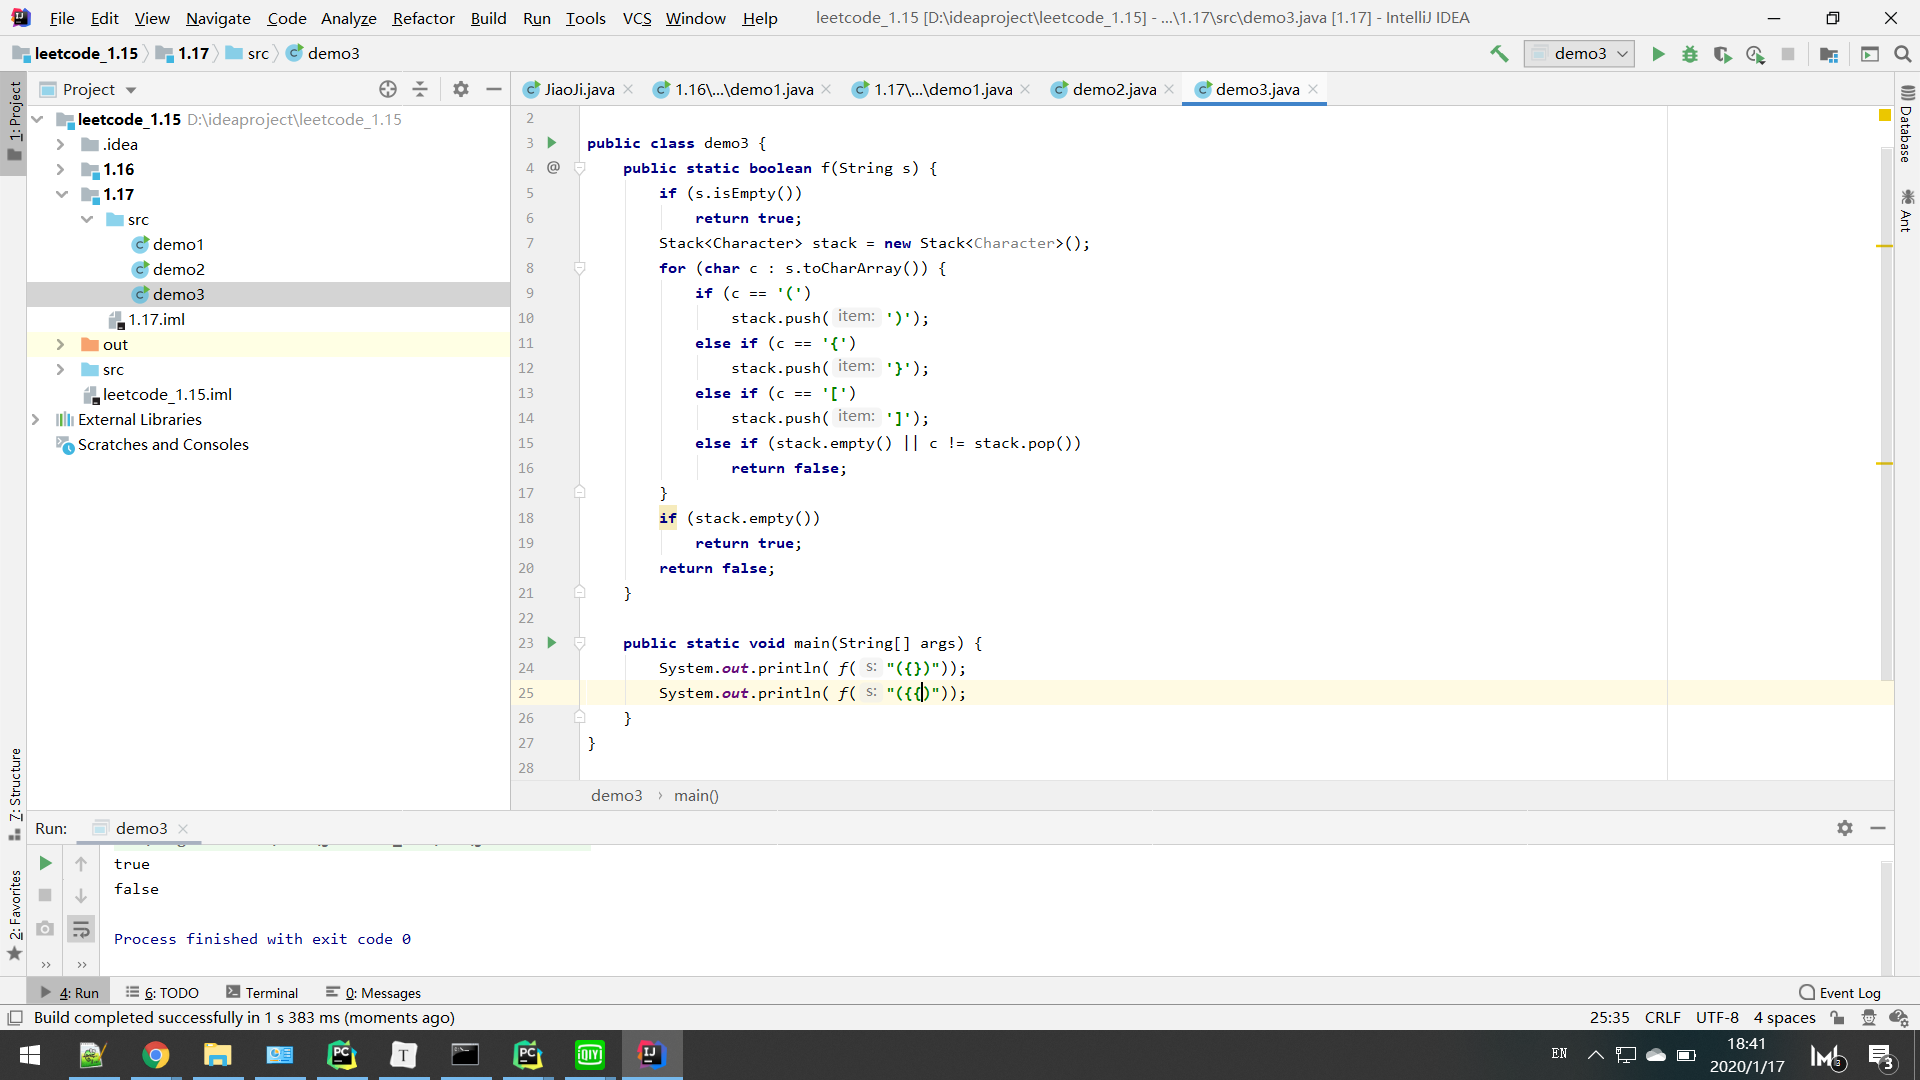 File Edit View Navigate Code Analyze Refactor Build Run Tools VCS Window Help leetcode_1.15 [D:\ideaproject\leetcode_1.15] - ...\1.17\src\demo3.java [1.17] - IntelliJ IDEA
leetcode_1.15 1.17 src demo3 demo3
1: Project
Project
JiaoJi.java 1.16\...\demo1.java 1.17\...\demo1.java demo2.java demo3.java
leetcode_1.15 D:\ideaproject\leetcode_1.15
.idea
1.16
1.17
src
demo1
demo2
demo3
1.17.iml
out
src
leetcode_1.15.iml
External Libraries
Scratches and Consoles
2
3 public class demo3 {
4 @ public static boolean f(String s) {
5 if (s.isEmpty())
6 return true;
7 Stack<Character> stack = new Stack<Character>();
8 for (char c : s.toCharArray()) {
9 if (c == '(')
10 stack.push( item: ')');
11 else if (c == '{')
12 stack.push( item: '}');
13 else if (c == '[')
14 stack.push( item: ']');
15 else if (stack.empty() || c != stack.pop())
16 return false;
17 }
18 if (stack.empty())
19 return true;
20 return false;
21 }
22
23 public static void main(String[] args) {
24 System.out.println( f( s: "({})"));
25 System.out.println( f( s: "({{)"));
26 }
27 }
28
demo3 › main()
Database
Ant
7: Structure
2: Favorites
Run: demo3
true
false
Process finished with exit code 0
4: Run 6: TODO Terminal 0: Messages Event Log
Build completed successfully in 1 s 383 ms (moments ago) 25:35 CRLF UTF-8 4 spaces
EN 18:41
2020/1/17
3
3
PC
T
PC
iQIY
IJ